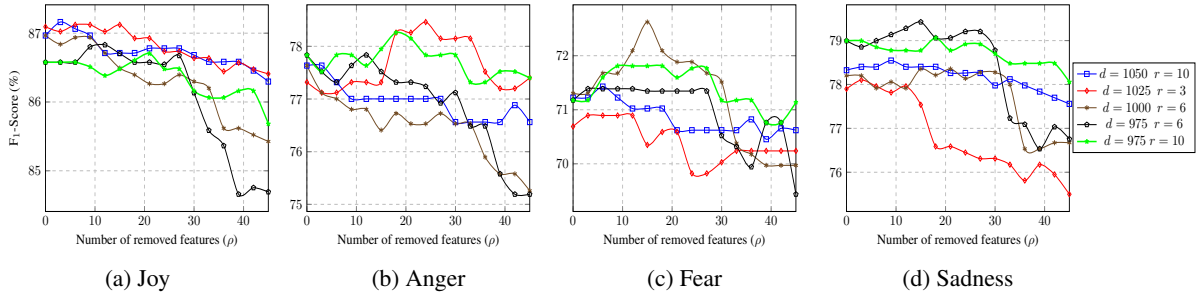 F1-Score (%)
87
86
85
0 10 20 30 40
Number of removed features (ρ)
(a) Joy
78
77
76
75
0 10 20 30 40
Number of removed features (ρ)
(b) Anger
72
71
70
0 10 20 30 40
Number of removed features (ρ)
(c) Fear
79
78
77
76
0 10 20 30 40
Number of removed features (ρ)
(d) Sadness
d = 1050 r = 10
d = 1025 r = 3
d = 1000 r = 6
d = 975 r = 6
d = 975 r = 10